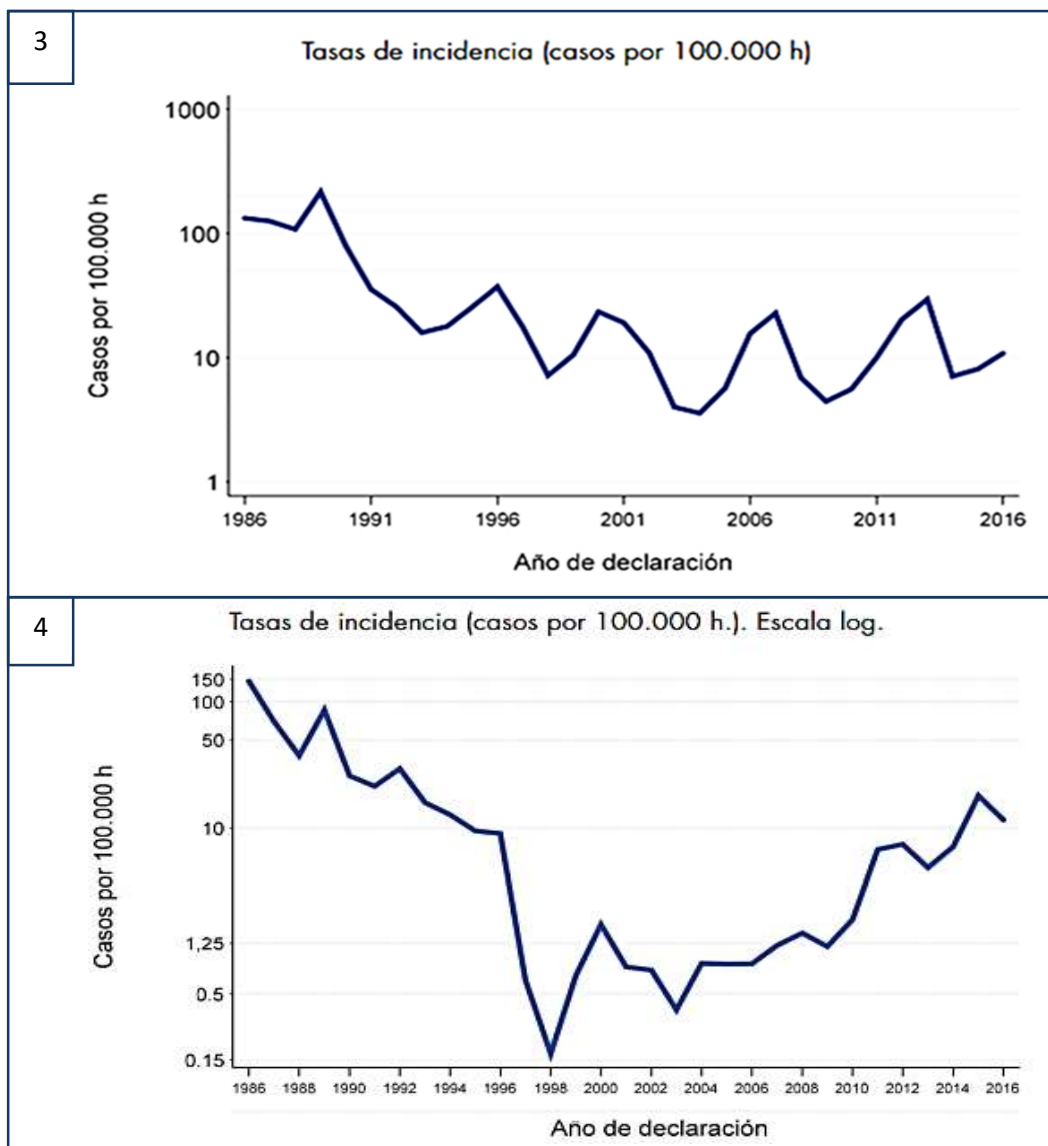 3
Tasas de incidencia (casos por 100.000 h)
1000
100
10
1
Casos por 100.000 h
1986 1991 1996 2001 2006 2011 2016
Año de declaración
4
Tasas de incidencia (casos por 100.000 h.). Escala log.
150
100
50
10
1,25
0.5
0.15
Casos por 100.000 h
1986 1988 1990 1992 1994 1996 1998 2000 2002 2004 2006 2008 2010 2012 2014 2016
Año de declaración